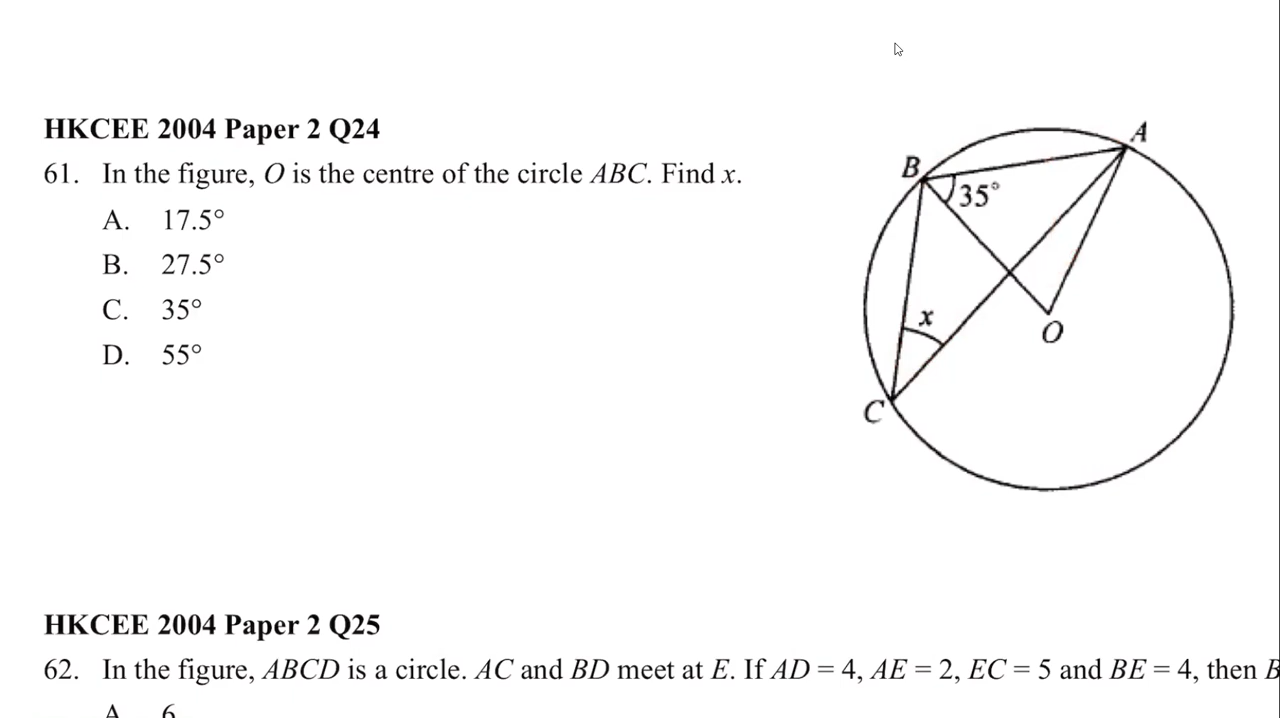 HKCEE 2004 Paper 2 Q24
61. In the figure, O is the centre of the circle ABC. Find x.
A. 17.5°
B. 27.5°
C. 35°
D. 55°
A
B
35°
x
O
C
HKCEE 2004 Paper 2 Q25
62. In the figure, ABCD is a circle. AC and BD meet at E. If AD = 4, AE = 2, EC = 5 and BE = 4, then B
A 6